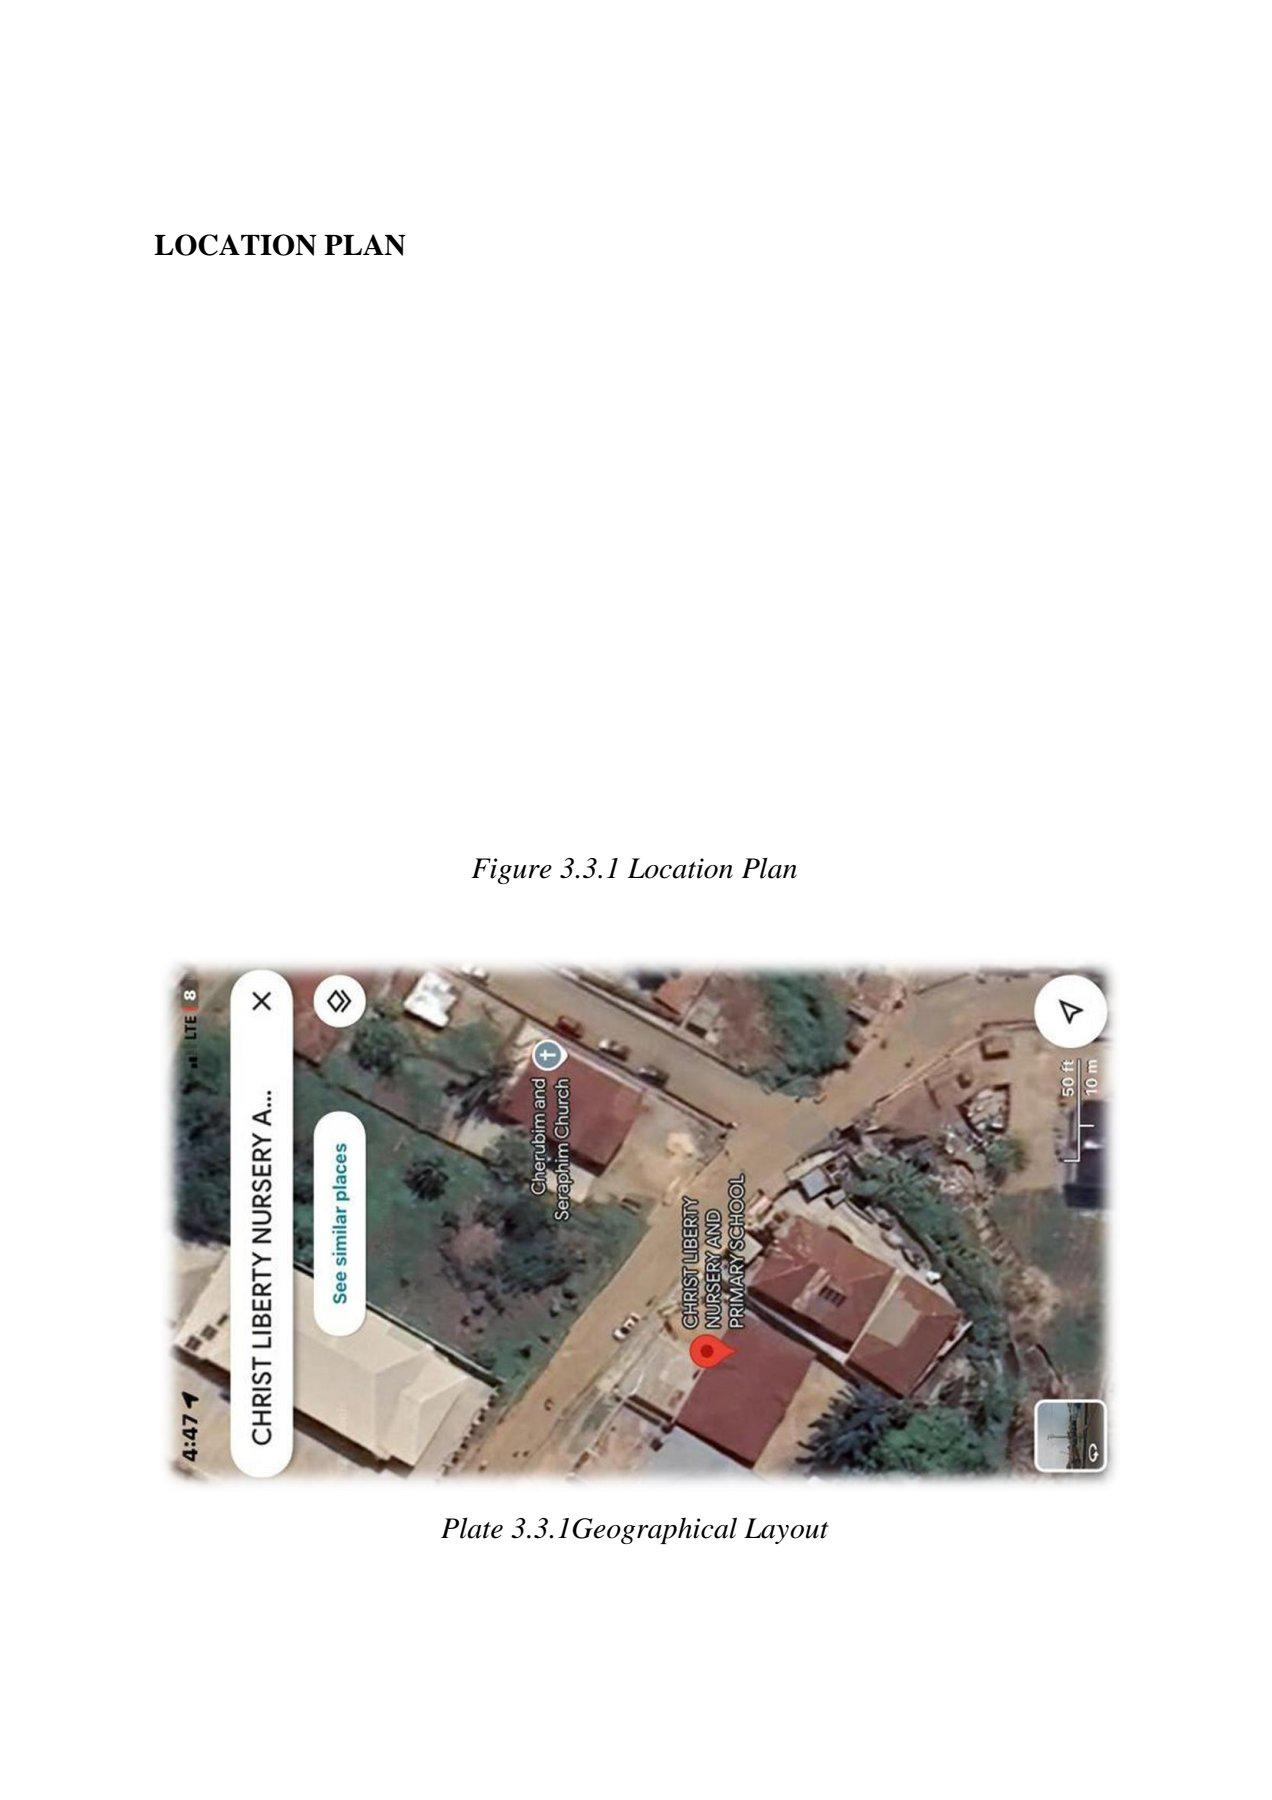 LOCATION PLAN
Figure 3.3.1 Location Plan
4:47
LTE 8
CHRIST LIBERTY NURSERY A...
See similar places
Cherubim and
Seraphim Church
CHRIST LIBERTY
NURSERY AND
PRIMARY SCHOOL
50 ft
10 m
Plate 3.3.1Geographical Layout